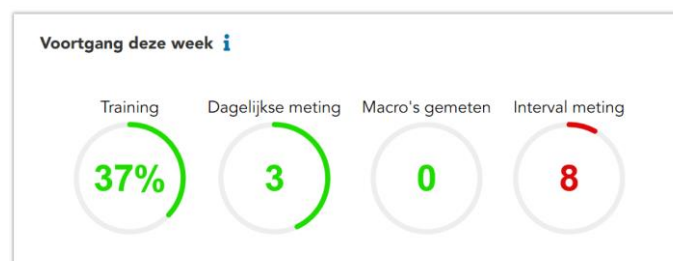 Voortgang deze week i
Training
Dagelijkse meting
Macro's gemeten
Interval meting
37%
3
0
8